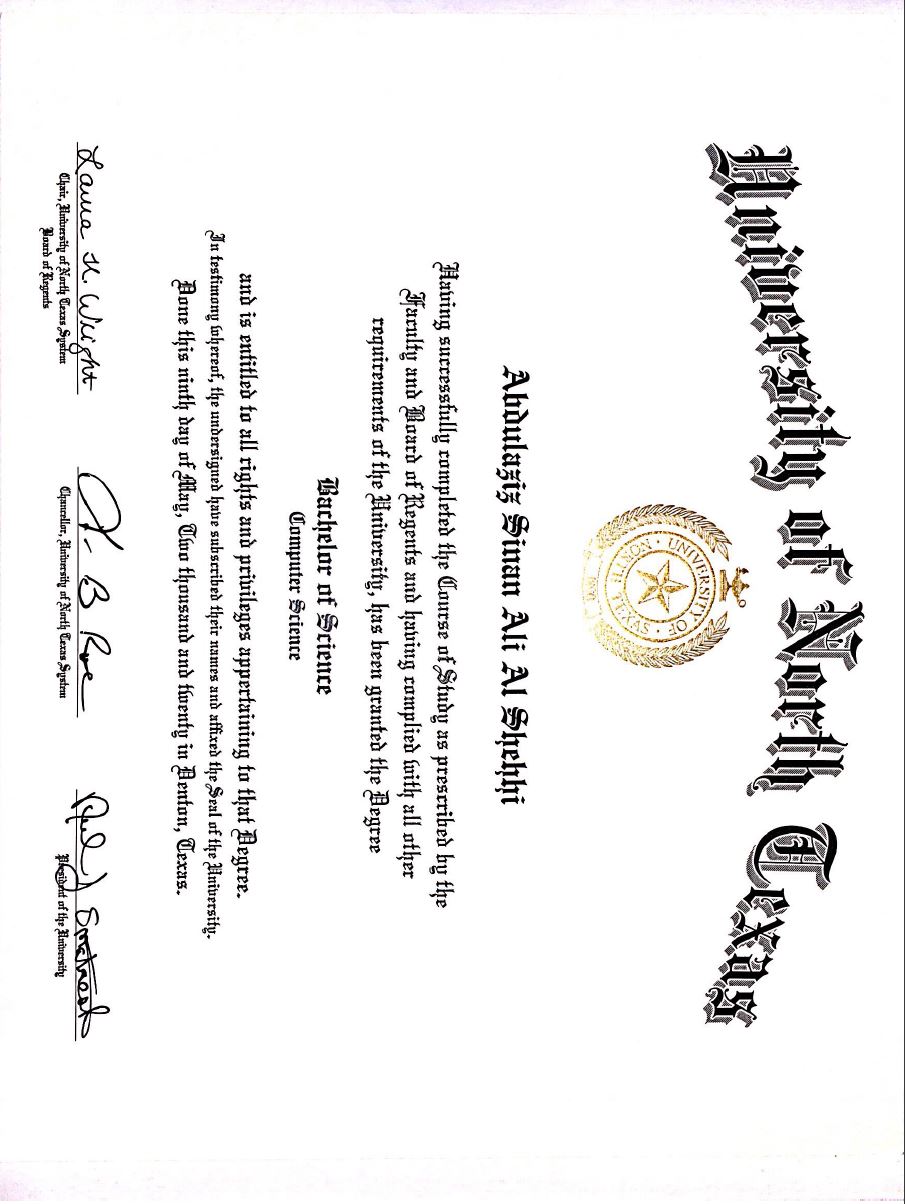 University of North Texas
UNIVERSITY OF
NORTH TEXAS
1890
Abdulaziz Sinan Ali Al Shehhi
Having successfully completed the Course of Study as prescribed by the
Faculty and Board of Regents and having complied with all other
requirements of the University, has been granted the Degree
Bachelor of Science
Computer Science
and is entitled to all rights and privileges appertaining to that Degree.
In testimony whereof, the undersigned have subscribed their names and affixed the Seal of the University.
Done this ninth day of May, Two thousand and twenty in Denton, Texas.
Laura H. Wright
Chair, University of North Texas System
Board of Regents
B Roe
Chancellor, University of North Texas System
President of the University